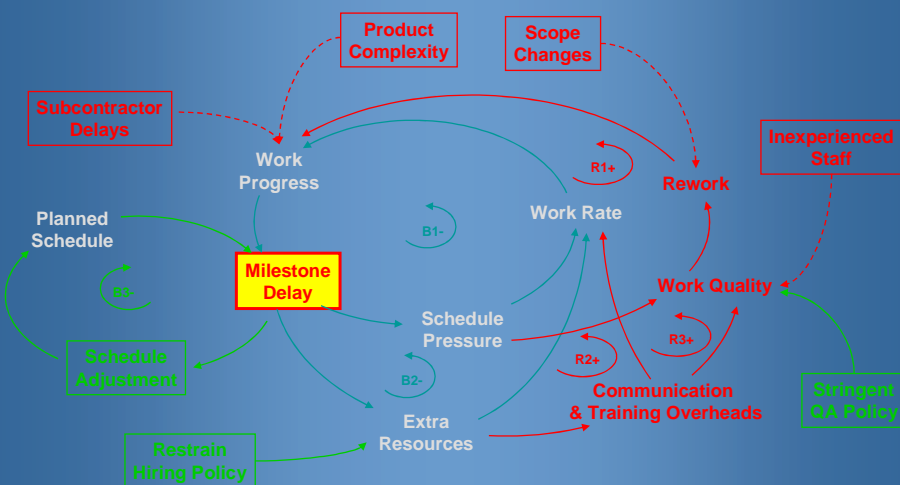 Product
Complexity
Scope
Changes
Subcontractor
Delays
Inexperienced
Staff
Work
Progress
R1+
Rework
Planned
Schedule
Work Rate
B1-
Milestone
Delay
B3-
Work Quality
Schedule
Pressure
R2+
R3+
Schedule
Adjustment
B2-
Communication
& Training Overheads
Stringent
QA Policy
Extra
Resources
Restrain
Hiring Policy